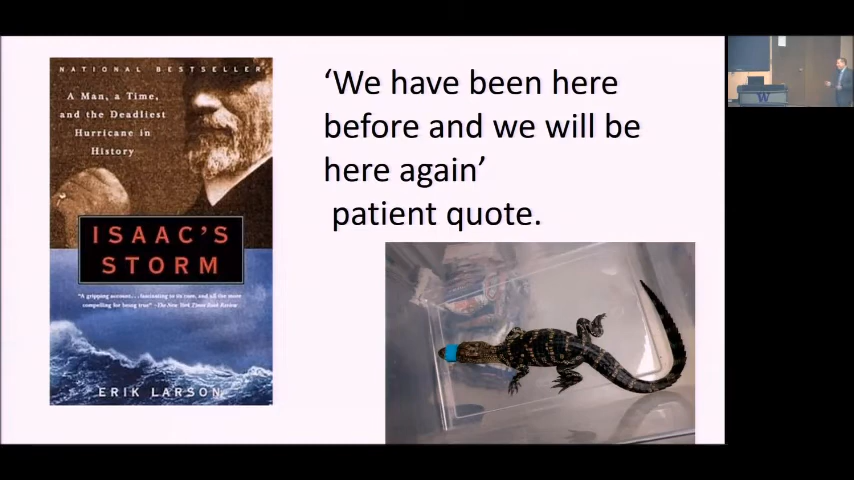 NATIONAL BESTSELLER
A Man, a Time,
and the Deadliest
Hurricane in
History
ISAAC'S
STORM
"A gripping account . . . fascinating to its core, and all the more
compelling for being true." —The New York Times Book Review
ERIK LARSON
‘We have been here
before and we will be
here again’
patient quote.
W